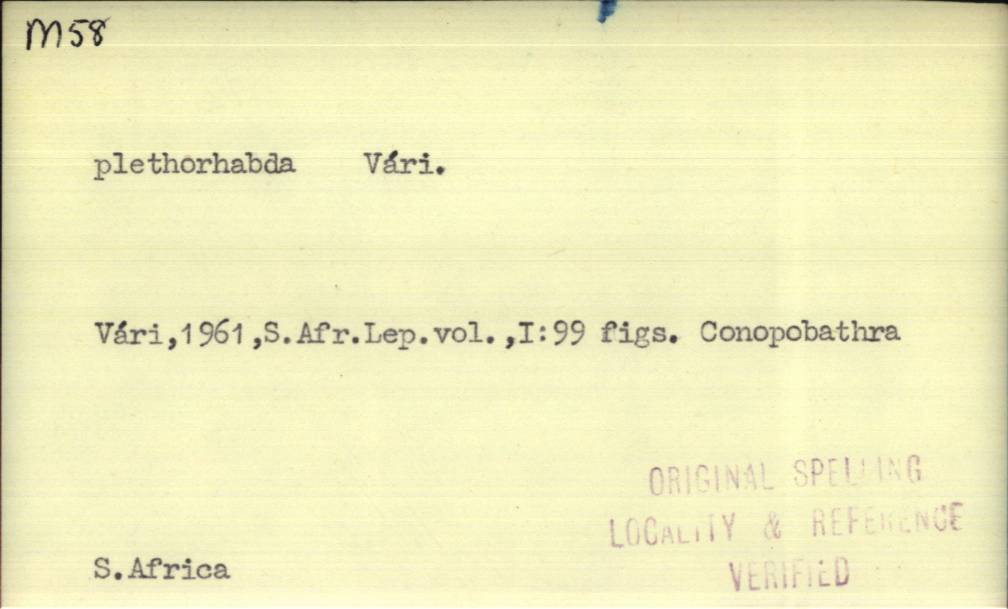 M58
plethorhabda Vári.
Vári,1961,S.Afr.Lep.vol.,I:99 figs. Conopobathra
ORIGINAL SPELLING
LOCALITY & REFERENCE
VERIFIED
S.Africa